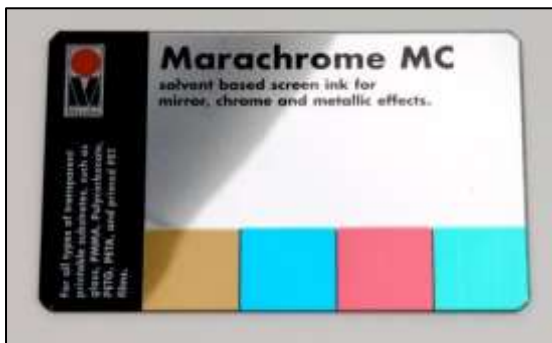 Marachrome MC
solvent based screen ink for
mirror, chrome and metallic effects.
For all types of transparent
printable substrates, such as
glass, PMMA, Polycarbonate,
PETG, PETA, and primed PET
films.